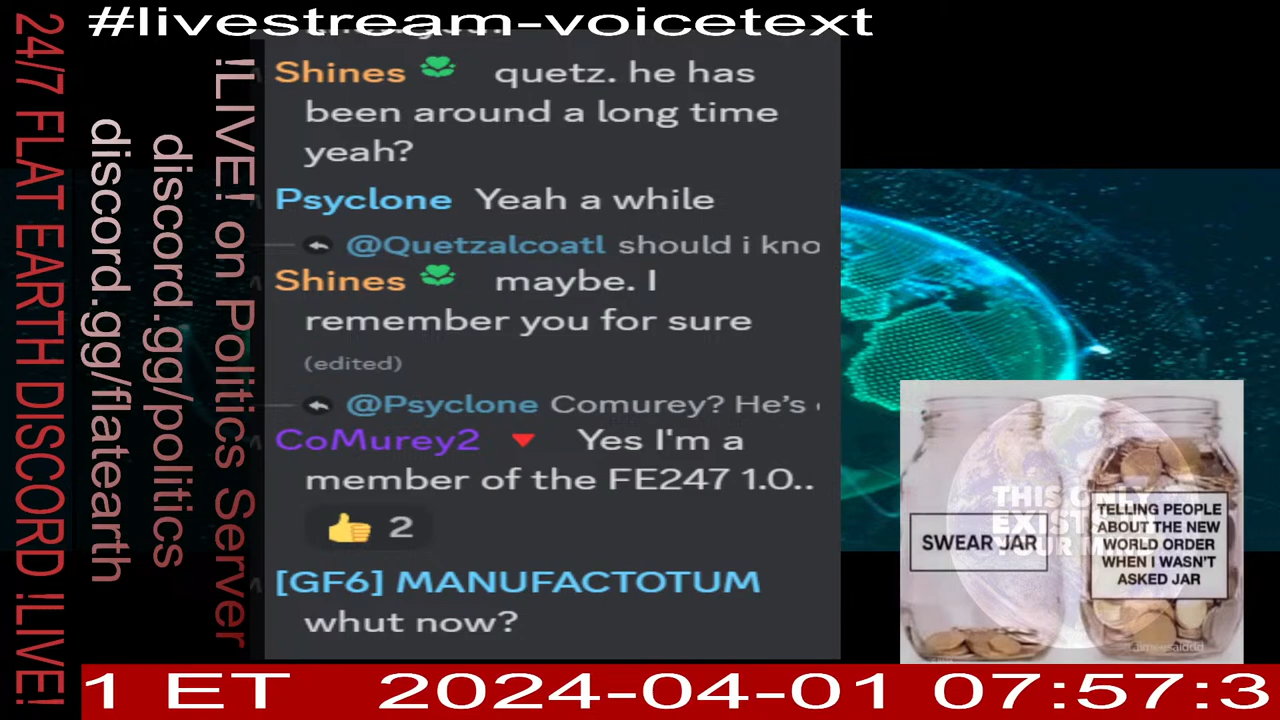 #livestream-voicetext
24/7 FLAT EARTH DISCORD !LIVE!
discord.gg/flatearth
discord.gg/politics
!LIVE! on Politics Server
Shines quetz. he has
been around a long time
yeah?
Psyclone Yeah a while
@Quetzalcoatl should i kno
Shines maybe. I
remember you for sure
(edited)
@Psyclone Comurey? He's
CoMurey2 Yes I'm a
member of the FE247 1.0..
2
[GF6] MANUFACTOTUM
whut now?
THIS ONLY
SWEAR JAR
TELLING PEOPLE
ABOUT THE NEW
WORLD ORDER
WHEN I WASN'T
ASKED JAR
1 ET 2024-04-01 07:57:3